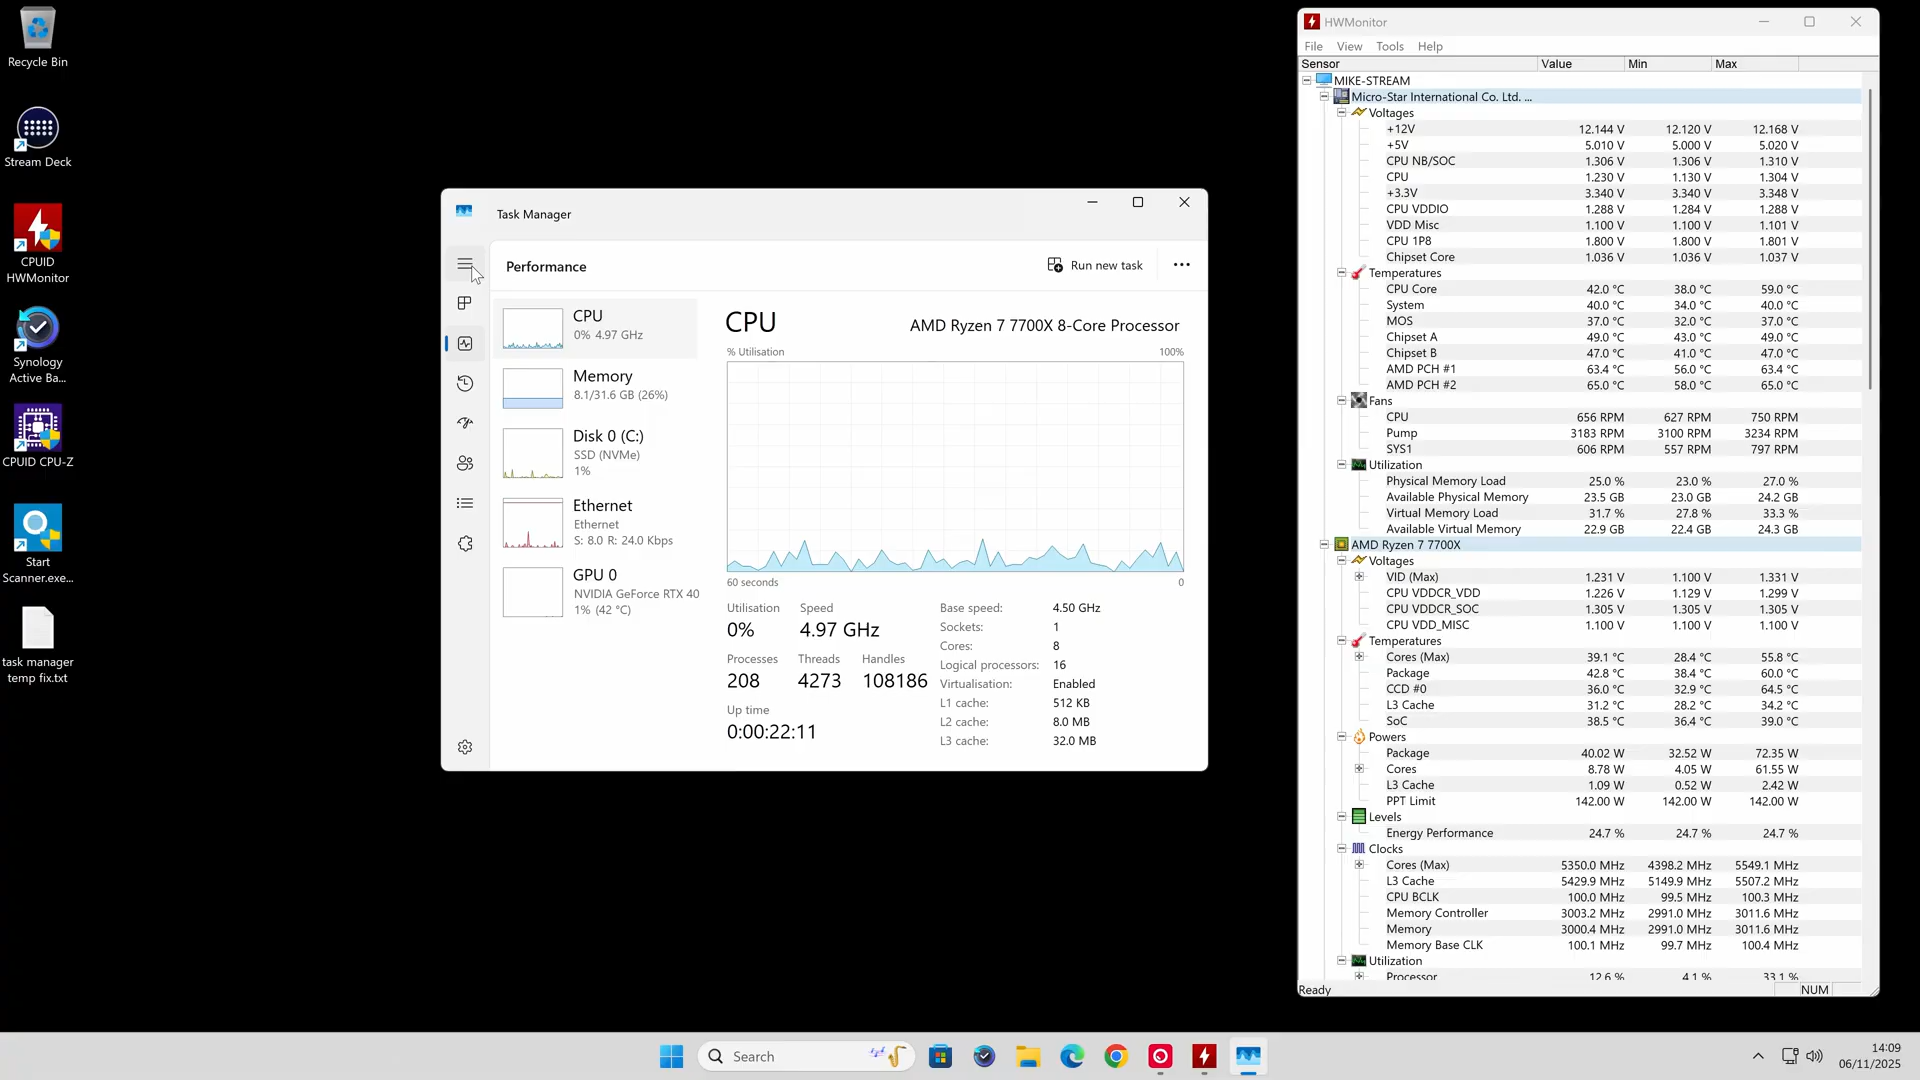 Recycle Bin
Stream Deck
CPUID
HWMonitor
Synology
Active Ba...
CPUID CPU-Z
Start
Scanner.exe...
task manager
temp fix.txt
Task Manager
Performance
Run new task
CPU
0% 4.97 GHz
Memory
8.1/31.6 GB (26%)
Disk 0 (C:)
SSD (NVMe)
1%
Ethernet
Ethernet
S: 8.0 R: 24.0 Kbps
GPU 0
NVIDIA GeForce RTX 40
1% (42 °C)
CPU AMD Ryzen 7 7700X 8-Core Processor
% Utilisation 100%
60 seconds 0
Utilisation Speed
0% 4.97 GHz
Processes Threads Handles
208 4273 108186
Up time
0:00:22:11
Base speed: 4.50 GHz
Sockets: 1
Cores: 8
Logical processors: 16
Virtualisation: Enabled
L1 cache: 512 KB
L2 cache: 8.0 MB
L3 cache: 32.0 MB
HWMonitor
File View Tools Help
Sensor Value Min Max
MIKE-STREAM
Micro-Star International Co. Ltd. ...
Voltages
+12V 12.144 V 12.120 V 12.168 V
+5V 5.010 V 5.000 V 5.020 V
CPU NB/SOC 1.306 V 1.306 V 1.310 V
CPU 1.230 V 1.130 V 1.304 V
+3.3V 3.340 V 3.340 V 3.348 V
CPU VDDIO 1.288 V 1.284 V 1.288 V
VDD Misc 1.100 V 1.100 V 1.101 V
CPU 1P8 1.800 V 1.800 V 1.801 V
Chipset Core 1.036 V 1.036 V 1.037 V
Temperatures
CPU Core 42.0 °C 38.0 °C 59.0 °C
System 40.0 °C 34.0 °C 40.0 °C
MOS 37.0 °C 32.0 °C 37.0 °C
Chipset A 49.0 °C 43.0 °C 49.0 °C
Chipset B 47.0 °C 41.0 °C 47.0 °C
AMD PCH #1 63.4 °C 56.0 °C 63.4 °C
AMD PCH #2 65.0 °C 58.0 °C 65.0 °C
Fans
CPU 656 RPM 627 RPM 750 RPM
Pump 3183 RPM 3100 RPM 3234 RPM
SYS1 606 RPM 557 RPM 797 RPM
Utilization
Physical Memory Load 25.0 % 23.0 % 27.0 %
Available Physical Memory 23.5 GB 23.0 GB 24.2 GB
Virtual Memory Load 31.7 % 27.8 % 33.3 %
Available Virtual Memory 22.9 GB 22.4 GB 24.3 GB
AMD Ryzen 7 7700X
Voltages
VID (Max) 1.231 V 1.100 V 1.331 V
CPU VDDCR_VDD 1.226 V 1.129 V 1.299 V
CPU VDDCR_SOC 1.305 V 1.305 V 1.305 V
CPU VDD_MISC 1.100 V 1.100 V 1.100 V
Temperatures
Cores (Max) 39.1 °C 28.4 °C 55.8 °C
Package 42.8 °C 38.4 °C 60.0 °C
CCD #0 36.0 °C 32.9 °C 64.5 °C
L3 Cache 31.2 °C 28.2 °C 34.2 °C
SoC 38.5 °C 36.4 °C 39.0 °C
Powers
Package 40.02 W 32.52 W 72.35 W
Cores 8.78 W 4.05 W 61.55 W
L3 Cache 1.09 W 0.52 W 2.42 W
PPT Limit 142.00 W 142.00 W 142.00 W
Levels
Energy Performance 24.7 % 24.7 % 24.7 %
Clocks
Cores (Max) 5350.0 MHz 4398.2 MHz 5549.1 MHz
L3 Cache 5429.9 MHz 5149.9 MHz 5507.2 MHz
CPU BCLK 100.0 MHz 99.5 MHz 100.3 MHz
Memory Controller 3003.2 MHz 2991.0 MHz 3011.6 MHz
Memory 3000.4 MHz 2991.0 MHz 3011.6 MHz
Memory Base CLK 100.1 MHz 99.7 MHz 100.4 MHz
Utilization
Processor 12.6 % 4.1 % 33.1 %
Ready NUM
Search
14:09
06/11/2025